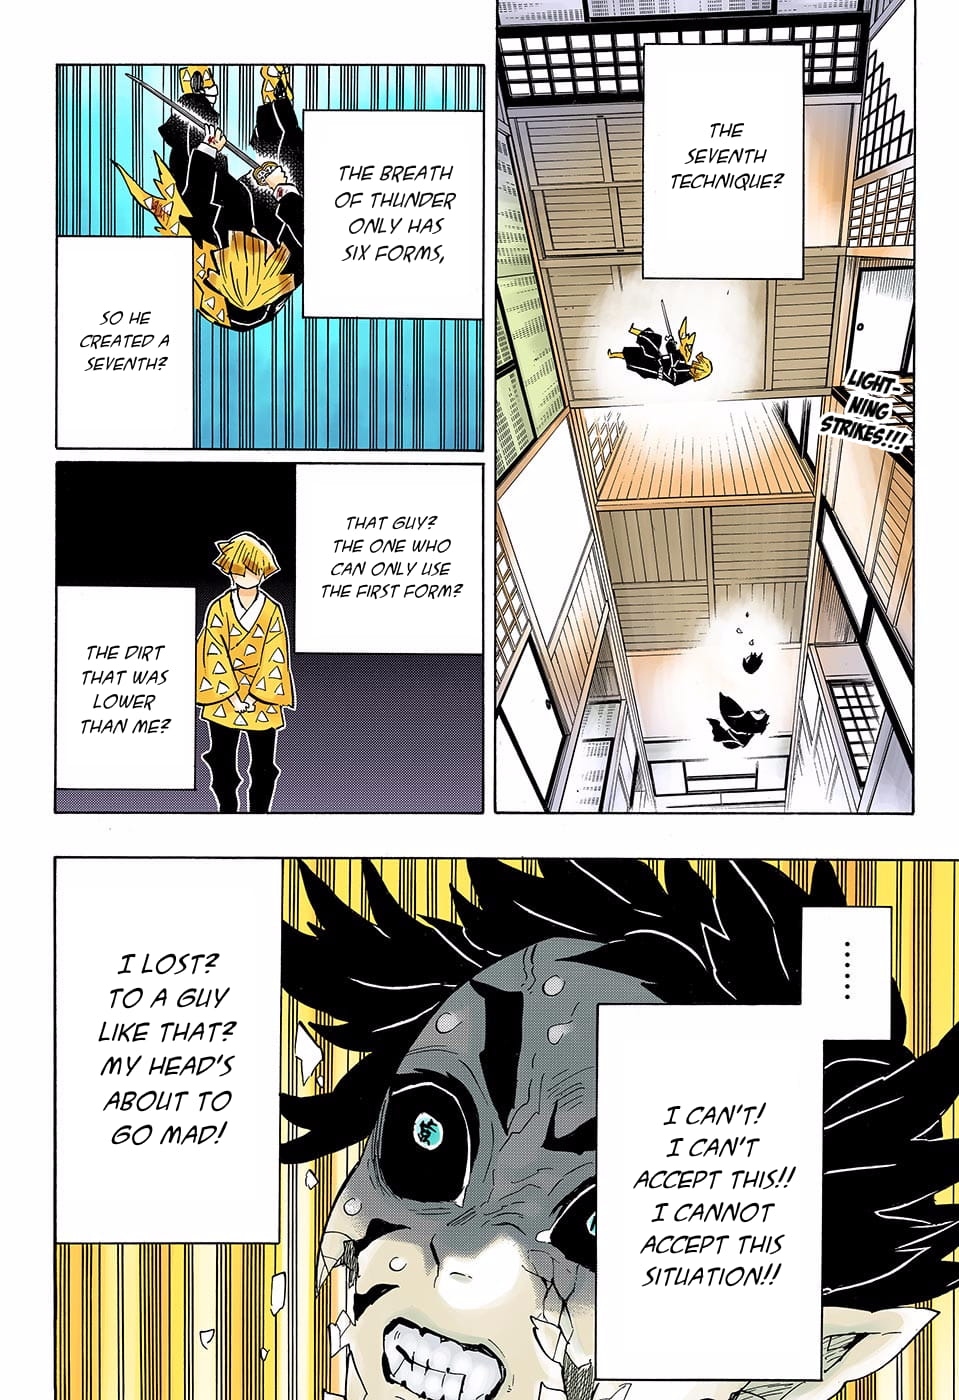 THE
SEVENTH
TECHNIQUE?
LIGHT-
NING
STRIKES!!!
THE BREATH
OF THUNDER
ONLY HAS
SIX FORMS,
SO HE
CREATED A
SEVENTH?
THAT GUY?
THE ONE WHO
CAN ONLY USE
THE FIRST FORM?
THE DIRT
THAT WAS
LOWER
THAN ME?
......
I CAN'T!
I CAN'T
ACCEPT THIS!!
I CANNOT
ACCEPT THIS
SITUATION!!
I LOST?
TO A GUY
LIKE THAT?
MY HEAD'S
ABOUT TO
GO MAD!